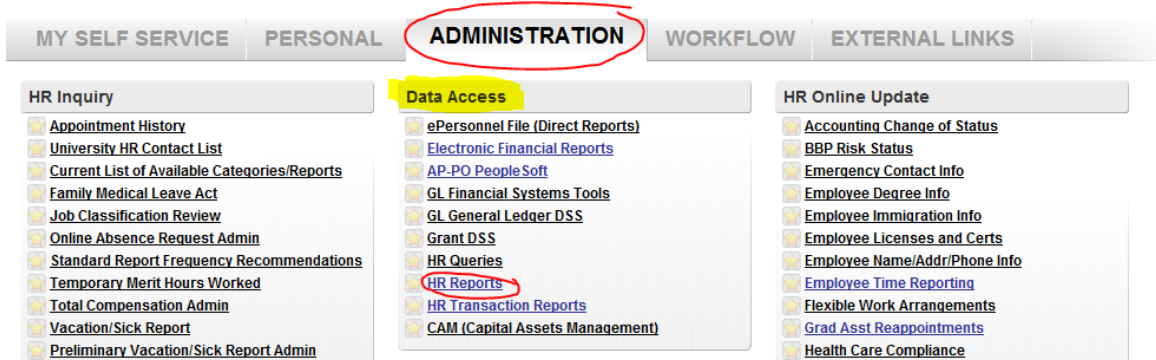 MY SELF SERVICE PERSONAL ADMINISTRATION WORKFLOW EXTERNAL LINKS
HR Inquiry
Appointment History
University HR Contact List
Current List of Available Categories/Reports
Family Medical Leave Act
Job Classification Review
Online Absence Request Admin
Standard Report Frequency Recommendations
Temporary Merit Hours Worked
Total Compensation Admin
Vacation/Sick Report
Preliminary Vacation/Sick Report Admin
Data Access
ePersonnel File (Direct Reports)
Electronic Financial Reports
AP-PO PeopleSoft
GL Financial Systems Tools
GL General Ledger DSS
Grant DSS
HR Queries
HR Reports
HR Transaction Reports
CAM (Capital Assets Management)
HR Online Update
Accounting Change of Status
BBP Risk Status
Emergency Contact Info
Employee Degree Info
Employee Immigration Info
Employee Licenses and Certs
Employee Name/Addr/Phone Info
Employee Time Reporting
Flexible Work Arrangements
Grad Asst Reappointments
Health Care Compliance